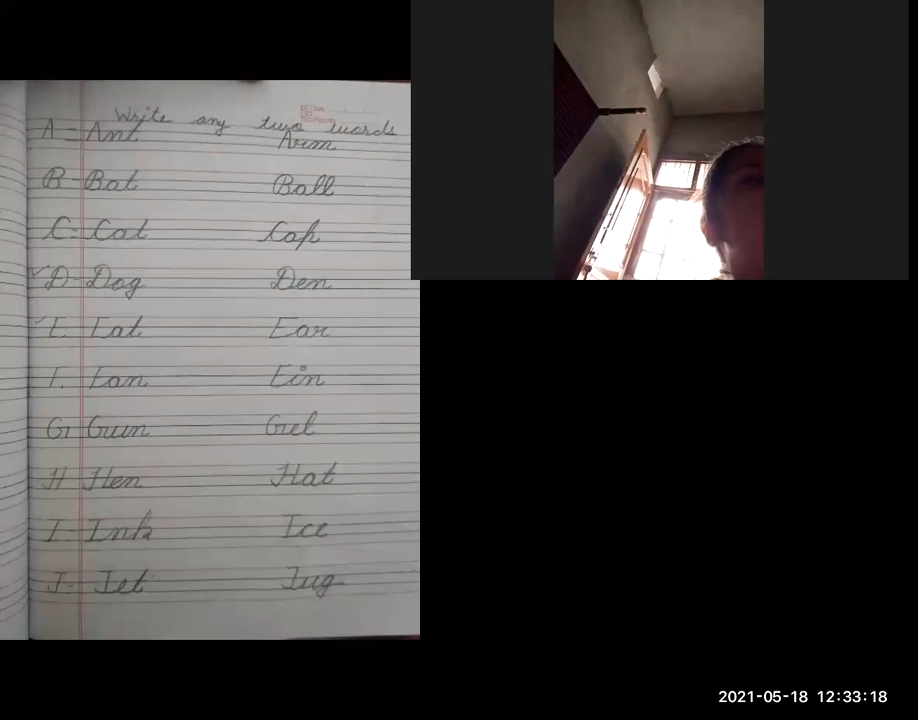 Write any two words
A = Ant Arm
B - Bat Ball
C = Cat Cap
D - Dog Den
E. Eat Ear
F. Fan Fin
G Gun Gel
H Hen Hat
I - Ink Ice
J - Jet Jug
2021-05-18 12:33:18